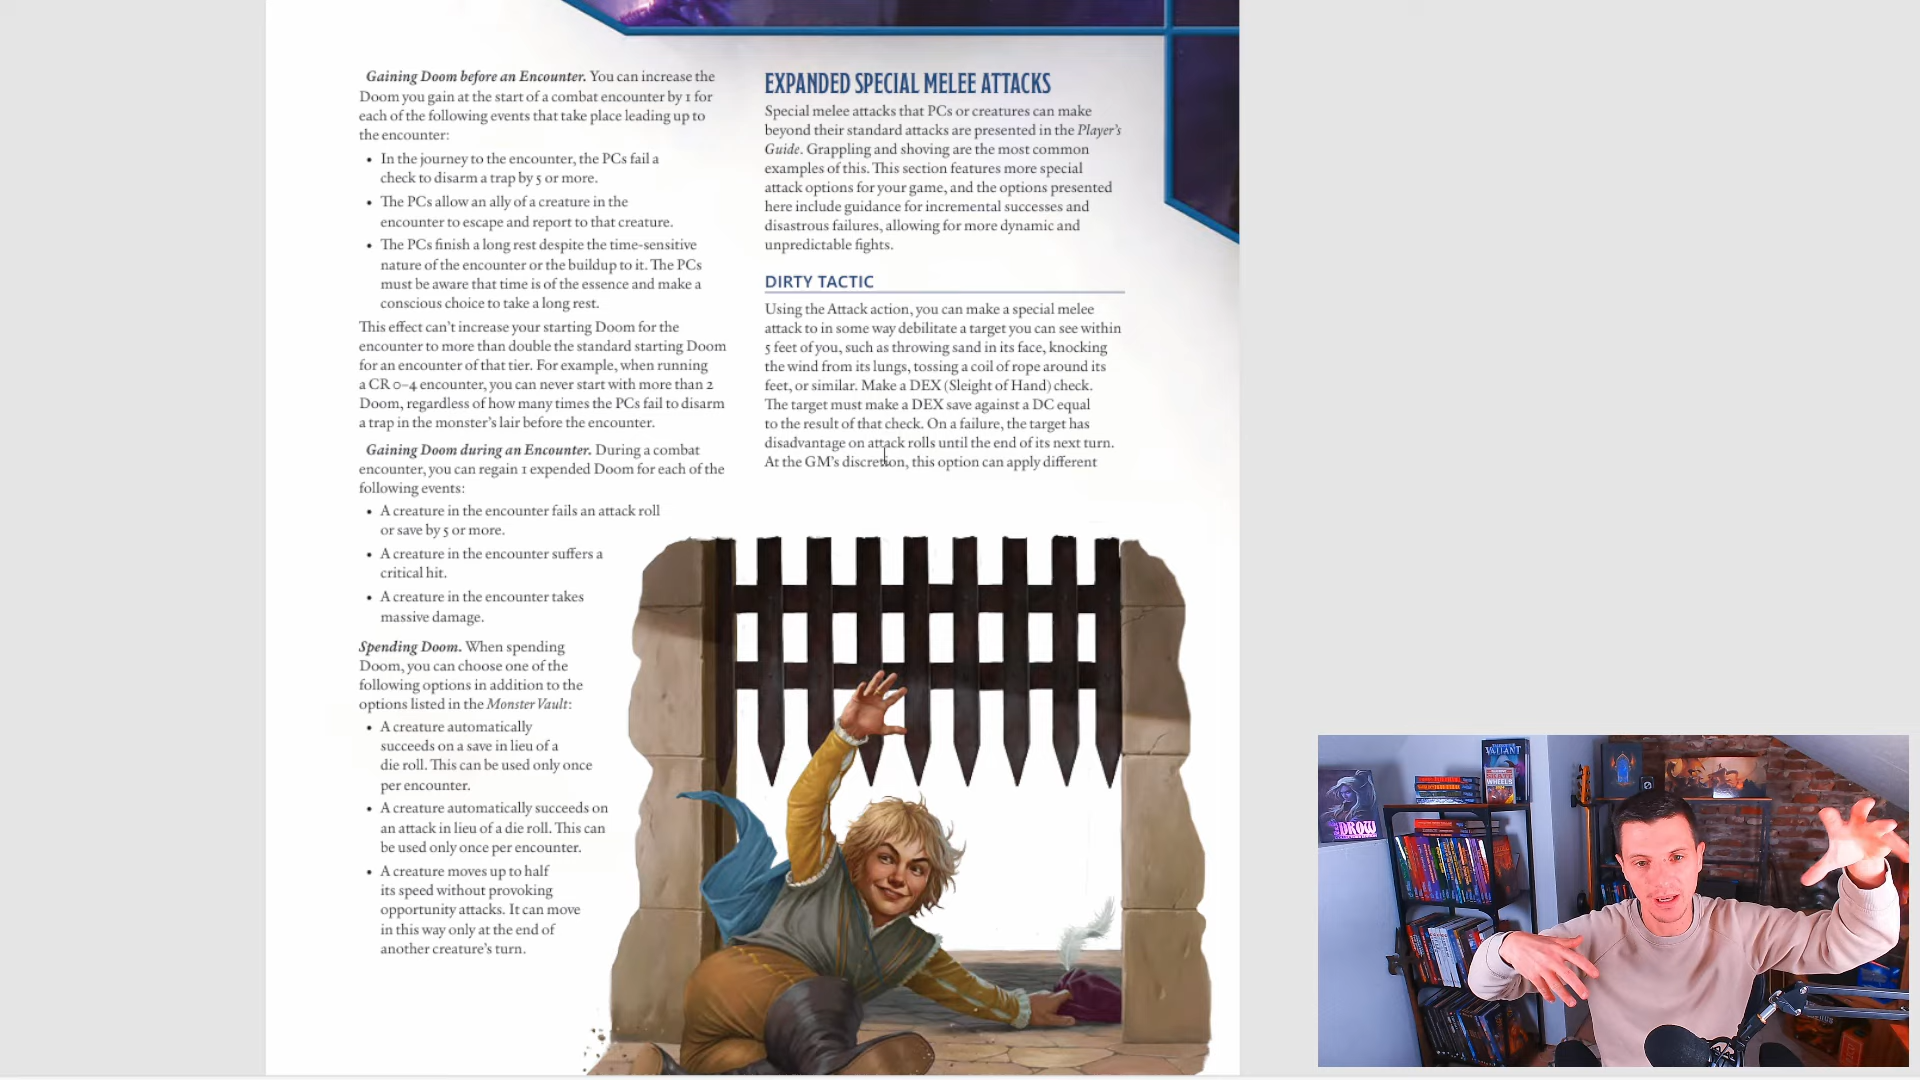 Gaining Doom before an Encounter. You can increase the
Doom you gain at the start of a combat encounter by 1 for
each of the following events that take place leading up to
the encounter:
• In the journey to the encounter, the PCs fail a
check to disarm a trap by 5 or more.
• The PCs allow an ally of a creature in the
encounter to escape and report to that creature.
• The PCs finish a long rest despite the time-sensitive
nature of the encounter or the buildup to it. The PCs
must be aware that time is of the essence and make a
conscious choice to take a long rest.
This effect can't increase your starting Doom for the
encounter to more than double the standard starting Doom
for an encounter of that tier. For example, when running
a CR 0–4 encounter, you can never start with more than 2
Doom, regardless of how many times the PCs fail to disarm
a trap in the monster's lair before the encounter.
Gaining Doom during an Encounter. During a combat
encounter, you can regain 1 expended Doom for each of the
following events:
• A creature in the encounter fails an attack roll
or save by 5 or more.
• A creature in the encounter suffers a
critical hit.
• A creature in the encounter takes
massive damage.
Spending Doom. When spending
Doom, you can choose one of the
following options in addition to the
options listed in the Monster Vault:
• A creature automatically
succeeds on a save in lieu of a
die roll. This can be used only once
per encounter.
• A creature automatically succeeds on
an attack in lieu of a die roll. This can
be used only once per encounter.
• A creature moves up to half
its speed without provoking
opportunity attacks. It can move
in this way only at the end of
another creature's turn.
EXPANDED SPECIAL MELEE ATTACKS
Special melee attacks that PCs or creatures can make
beyond their standard attacks are presented in the Player's
Guide. Grappling and shoving are the most common
examples of this. This section features more special
attack options for your game, and the options presented
here include guidance for incremental successes and
disastrous failures, allowing for more dynamic and
unpredictable fights.
DIRTY TACTIC
Using the Attack action, you can make a special melee
attack to in some way debilitate a target you can see within
5 feet of you, such as throwing sand in its face, knocking
the wind from its lungs, tossing a coil of rope around its
feet, or similar. Make a DEX (Sleight of Hand) check.
The target must make a DEX save against a DC equal
to the result of that check. On a failure, the target has
disadvantage on attack rolls until the end of its next turn.
At the GM's discretion, this option can apply different
VALIANT
SKATE
WHEELS
DROW